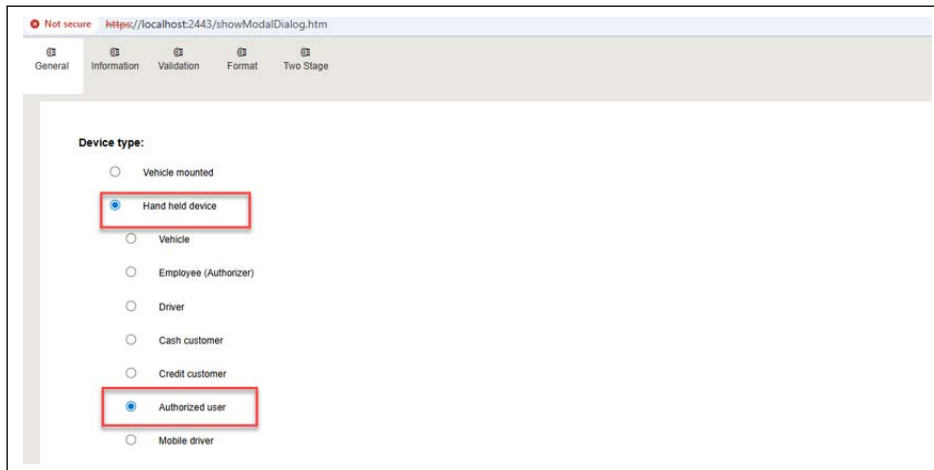 Not secure https://localhost:2443/showModalDialog.htm
General Information Validation Format Two Stage
Device type:
Vehicle mounted
Hand held device
Vehicle
Employee (Authorizer)
Driver
Cash customer
Credit customer
Authorized user
Mobile driver